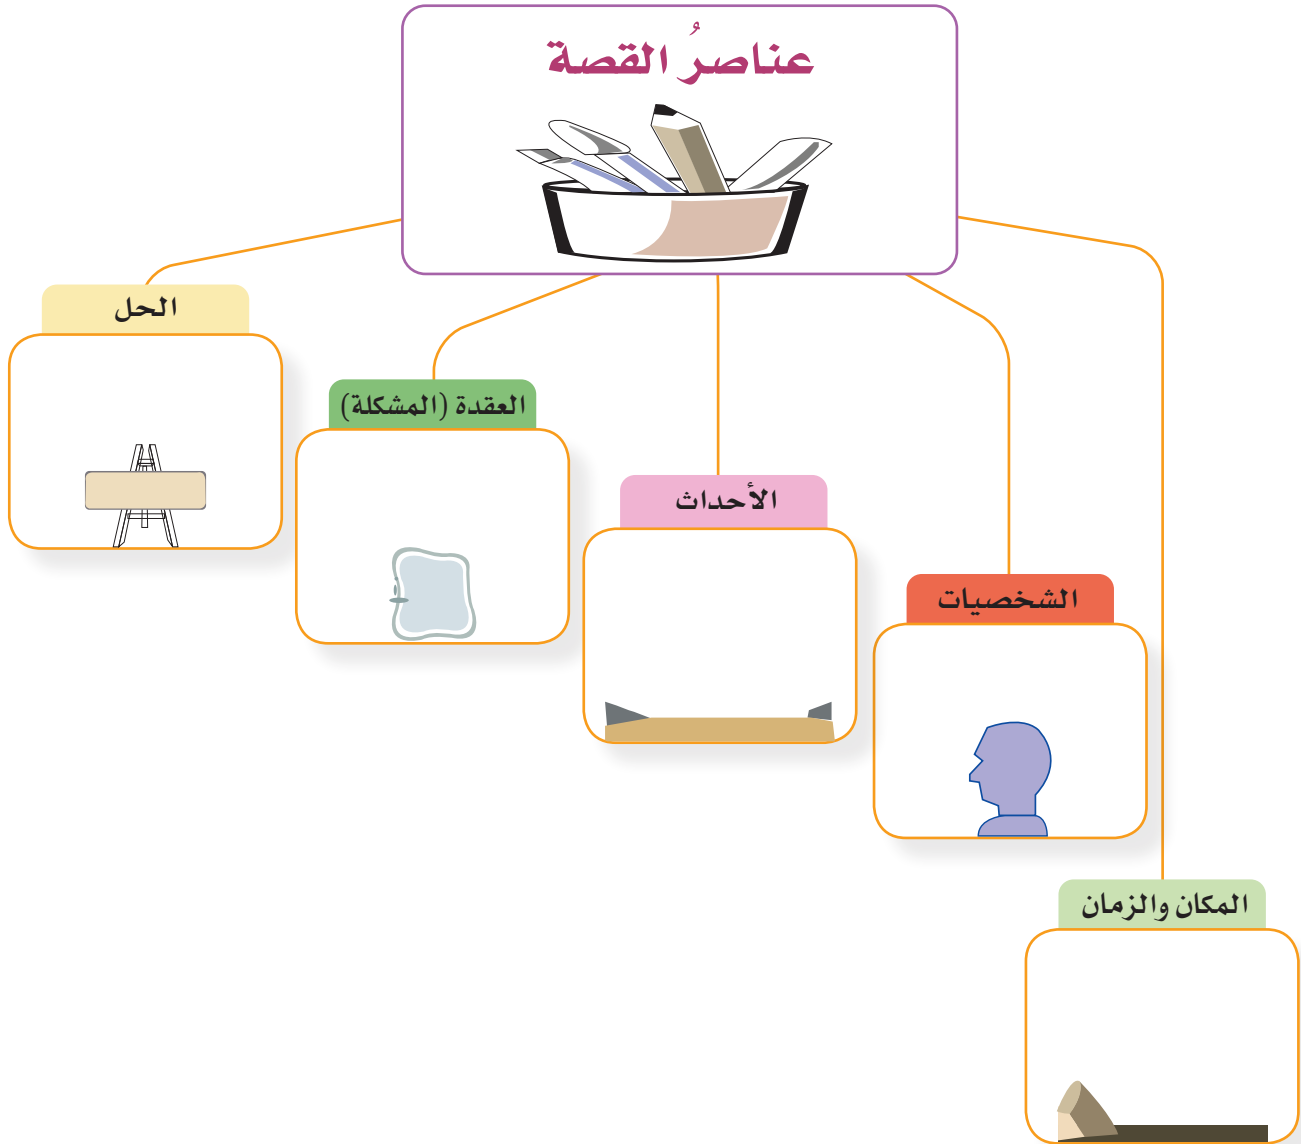 عناصرُ القصة
المكان والزمان
الشخصيات
الأحداث
العقدة (المشكلة)
الحل